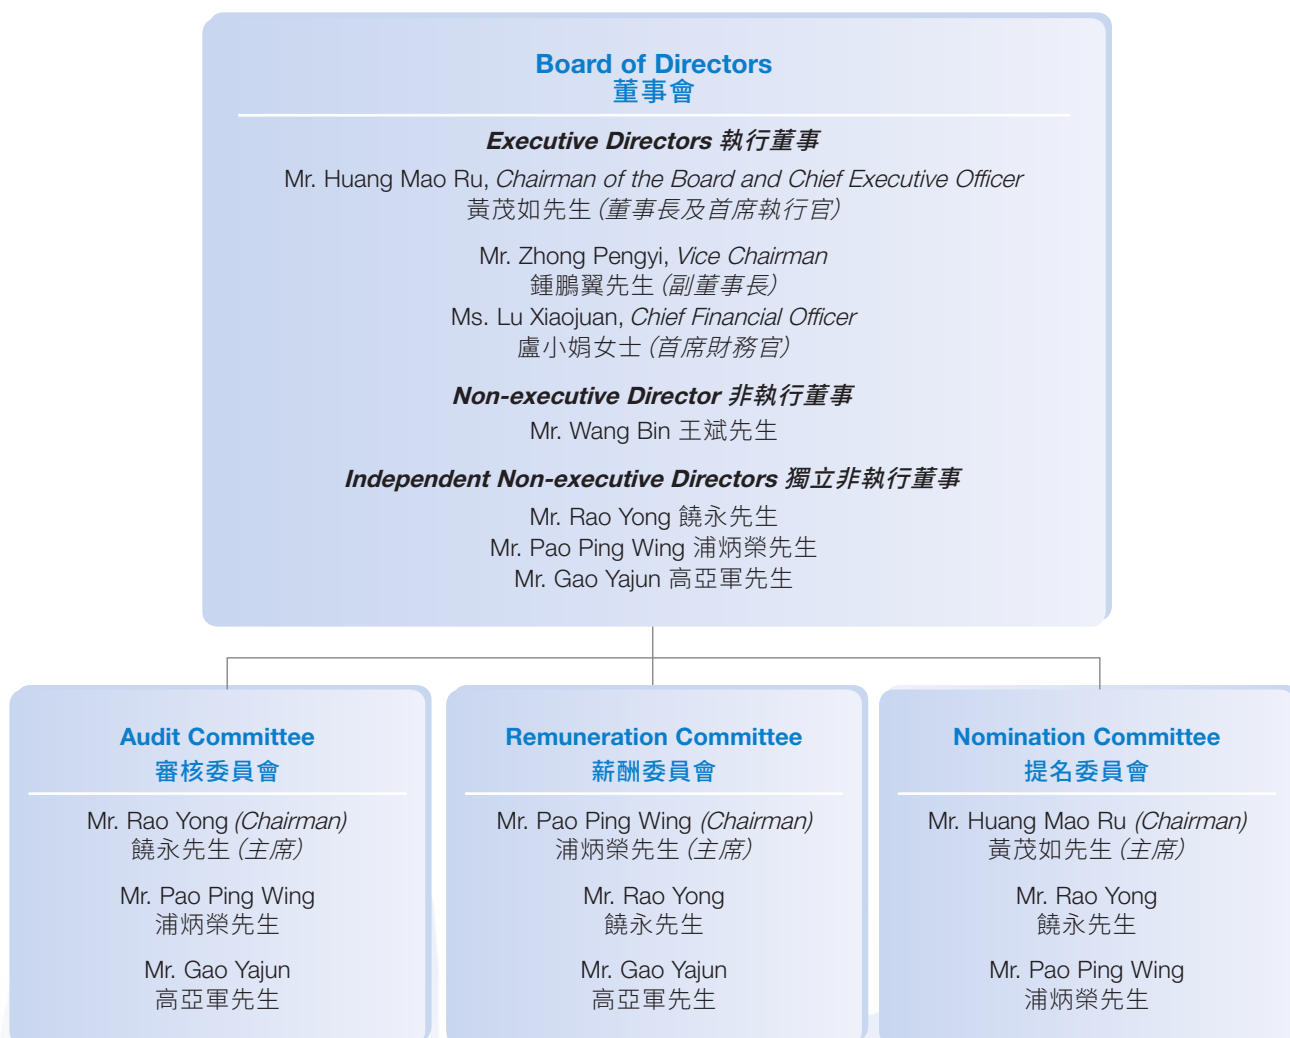 Board of Directors
董事會
Executive Directors 執行董事
Mr. Huang Mao Ru, Chairman of the Board and Chief Executive Officer
黃茂如先生(董事長及首席執行官)
Mr. Zhong Pengyi, Vice Chairman
鍾鵬翼先生(副董事長)
Ms. Lu Xiaojuan, Chief Financial Officer
盧小娟女士(首席財務官)
Non-executive Director 非執行董事
Mr. Wang Bin 王斌先生
Independent Non-executive Directors 獨立非執行董事
Mr. Rao Yong 饒永先生
Mr. Pao Ping Wing 浦炳榮先生
Mr. Gao Yajun 高亞軍先生
Audit Committee
審核委員會
Mr. Rao Yong (Chairman)
饒永先生(主席)
Mr. Pao Ping Wing
浦炳榮先生
Mr. Gao Yajun
高亞軍先生
Remuneration Committee
薪酬委員會
Mr. Pao Ping Wing (Chairman)
浦炳榮先生(主席)
Mr. Rao Yong
饒永先生
Mr. Gao Yajun
高亞軍先生
Nomination Committee
提名委員會
Mr. Huang Mao Ru (Chairman)
黃茂如先生(主席)
Mr. Rao Yong
饒永先生
Mr. Pao Ping Wing
浦炳榮先生